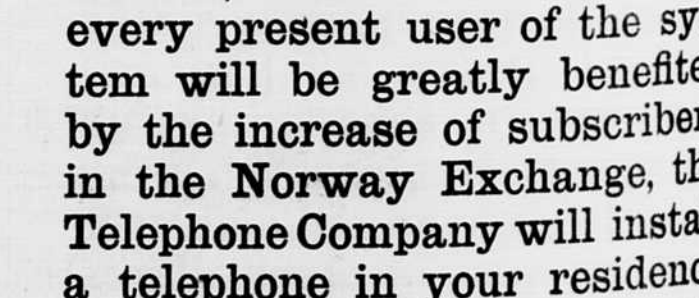 every present user of the sy
tem will be greatly benefite
by the increase of subscriber
in the Norway Exchange, th
Telephone Company will insta
a telephone in your residenc